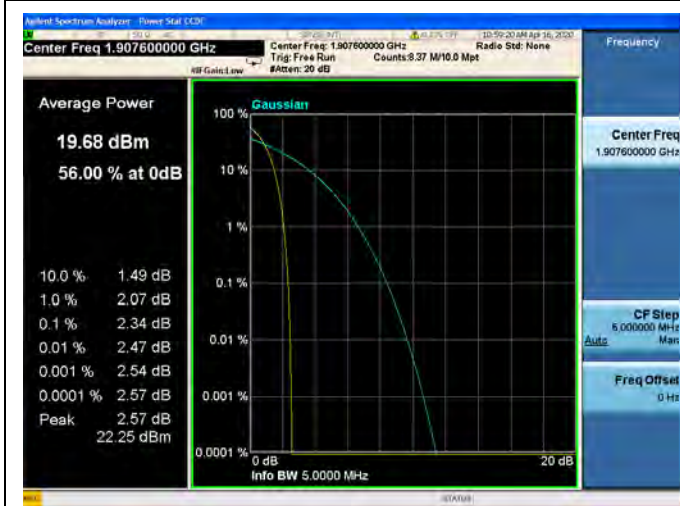 Agilent Spectrum Analyzer - Power Stat CCDF
10:59:20 AM Apr 16, 2020
Center Freq 1.907600000 GHz
Center Freq: 1.907600000 GHz
Radio Std: None
Trig: Free Run
Counts:8.37 M/10.0 Mpt
#IFGain:Low
#Atten: 20 dB
Frequency
Average Power
19.68 dBm
56.00 % at 0dB
10.0 % 1.49 dB
1.0 % 2.07 dB
0.1 % 2.34 dB
0.01 % 2.47 dB
0.001 % 2.54 dB
0.0001 % 2.57 dB
Peak 2.57 dB
22.25 dBm
Gaussian
100 %
10 %
1 %
0.1 %
0.01 %
0.001 %
0.0001 %
0 dB
20 dB
Info BW 5.0000 MHz
Center Freq
1.907600000 GHz
CF Step
5.000000 MHz
Auto Man
Freq Offset
0 Hz
MSG
STATUS